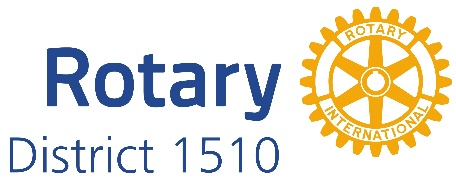 Rotary
District 1510
ROTARY
INTERNATIONAL